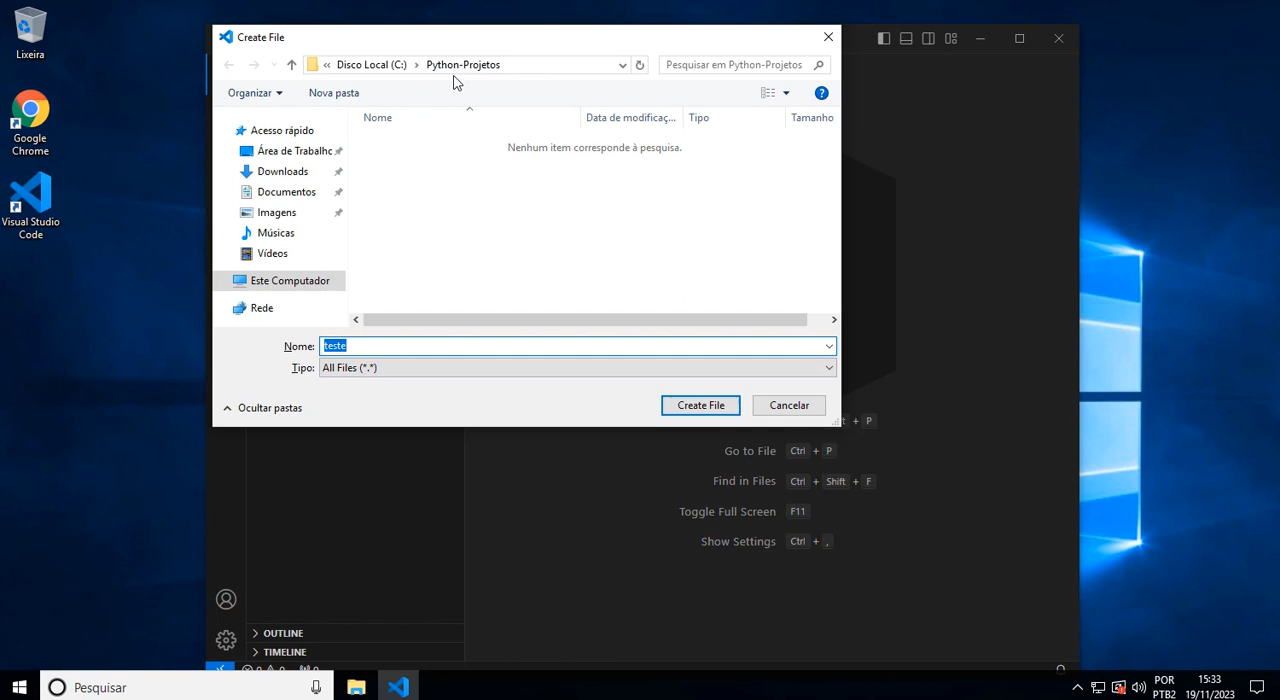 Lixeira
Google
Chrome
Visual Studio
Code
Create File
« Disco Local (C:) › Python-Projetos
Pesquisar em Python-Projetos
Organizar
Nova pasta
?
Nome
Data de modificaç...
Tipo
Tamanho
Nenhum item corresponde à pesquisa.
Acesso rápido
Área de Trabalho
Downloads
Documentos
Imagens
Músicas
Vídeos
Este Computador
Rede
Nome: teste
Tipo: All Files (*.*)
Ocultar pastas
Create File
Cancelar
+ P
Go to File Ctrl + P
Find in Files Ctrl + Shift + F
Toggle Full Screen F11
Show Settings Ctrl + ,
OUTLINE
TIMELINE
Pesquisar
POR
PTB2
15:33
19/11/2023